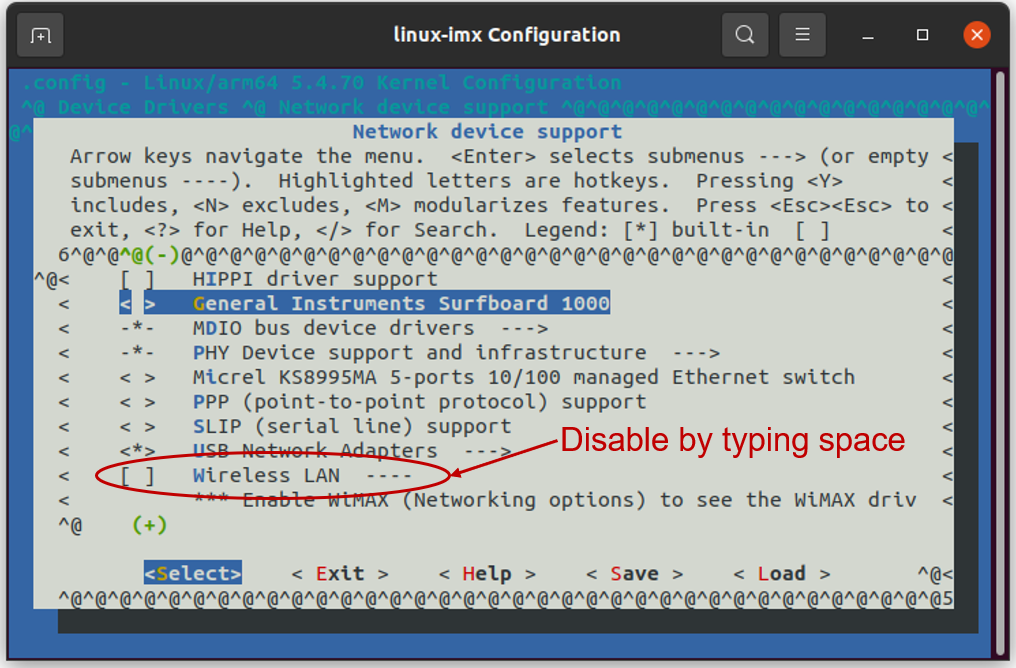 linux-imx Configuration
.config - Linux/arm64 5.4.70 Kernel Configuration
^@ Device Drivers ^@ Network device support ^@^@^@^@^@^@^@^@^@^@^@^@^@^@^@^@^@^
@^
Network device support
Arrow keys navigate the menu.  <Enter> selects submenus ---> (or empty <
submenus ----).  Highlighted letters are hotkeys.  Pressing <Y> <
includes, <N> excludes, <M> modularizes features.  Press <Esc><Esc> to <
exit, <?> for Help, </> for Search.  Legend: [*] built-in  [ ] <
6^@^@^@(-)@^@^@^@^@^@^@^@^@^@^@^@^@^@^@^@^@^@^@^@^@^@^@^@^@^@^@^@^@^@^@^@
^@< [ ] HIPPI driver support <
< < > General Instruments Surfboard 1000 <
< -*- MDIO bus device drivers  ---> <
< -*- PHY Device support and infrastructure  ---> <
< < > Micrel KS8995MA 5-ports 10/100 managed Ethernet switch <
< < > PPP (point-to-point protocol) support <
< < > SLIP (serial line) support <
Disable by typing space
< <*> USB Network Adapters  ---> <
< [ ] Wireless LAN  ---- <
< *** Enable WiMAX (Networking options) to see the WiMAX driv <
^@ (+)
<Select> < Exit > < Help > < Save > < Load > ^@<
^@^@^@^@^@^@^@^@^@^@^@^@^@^@^@^@^@^@^@^@^@^@^@^@^@^@^@^@^@^@^@^@^@^@^@^@5